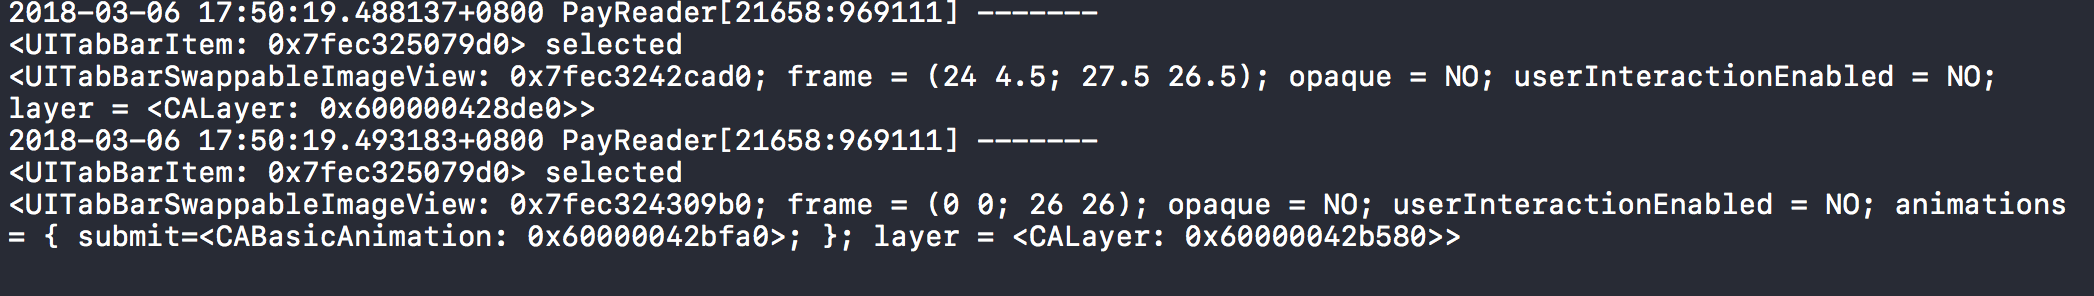 2018-03-06 17:50:19.488137+0800 PayReader[21658:969111] -------
<UITabBarItem: 0x7fec325079d0> selected
<UITabBarSwappableImageView: 0x7fec3242cad0; frame = (24 4.5; 27.5 26.5); opaque = NO; userInteractionEnabled = NO;
layer = <CALayer: 0x600000428de0>>
2018-03-06 17:50:19.493183+0800 PayReader[21658:969111] -------
<UITabBarItem: 0x7fec325079d0> selected
<UITabBarSwappableImageView: 0x7fec324309b0; frame = (0 0; 26 26); opaque = NO; userInteractionEnabled = NO; animations
= { submit=<CABasicAnimation: 0x60000042bfa0>; }; layer = <CALayer: 0x60000042b580>>